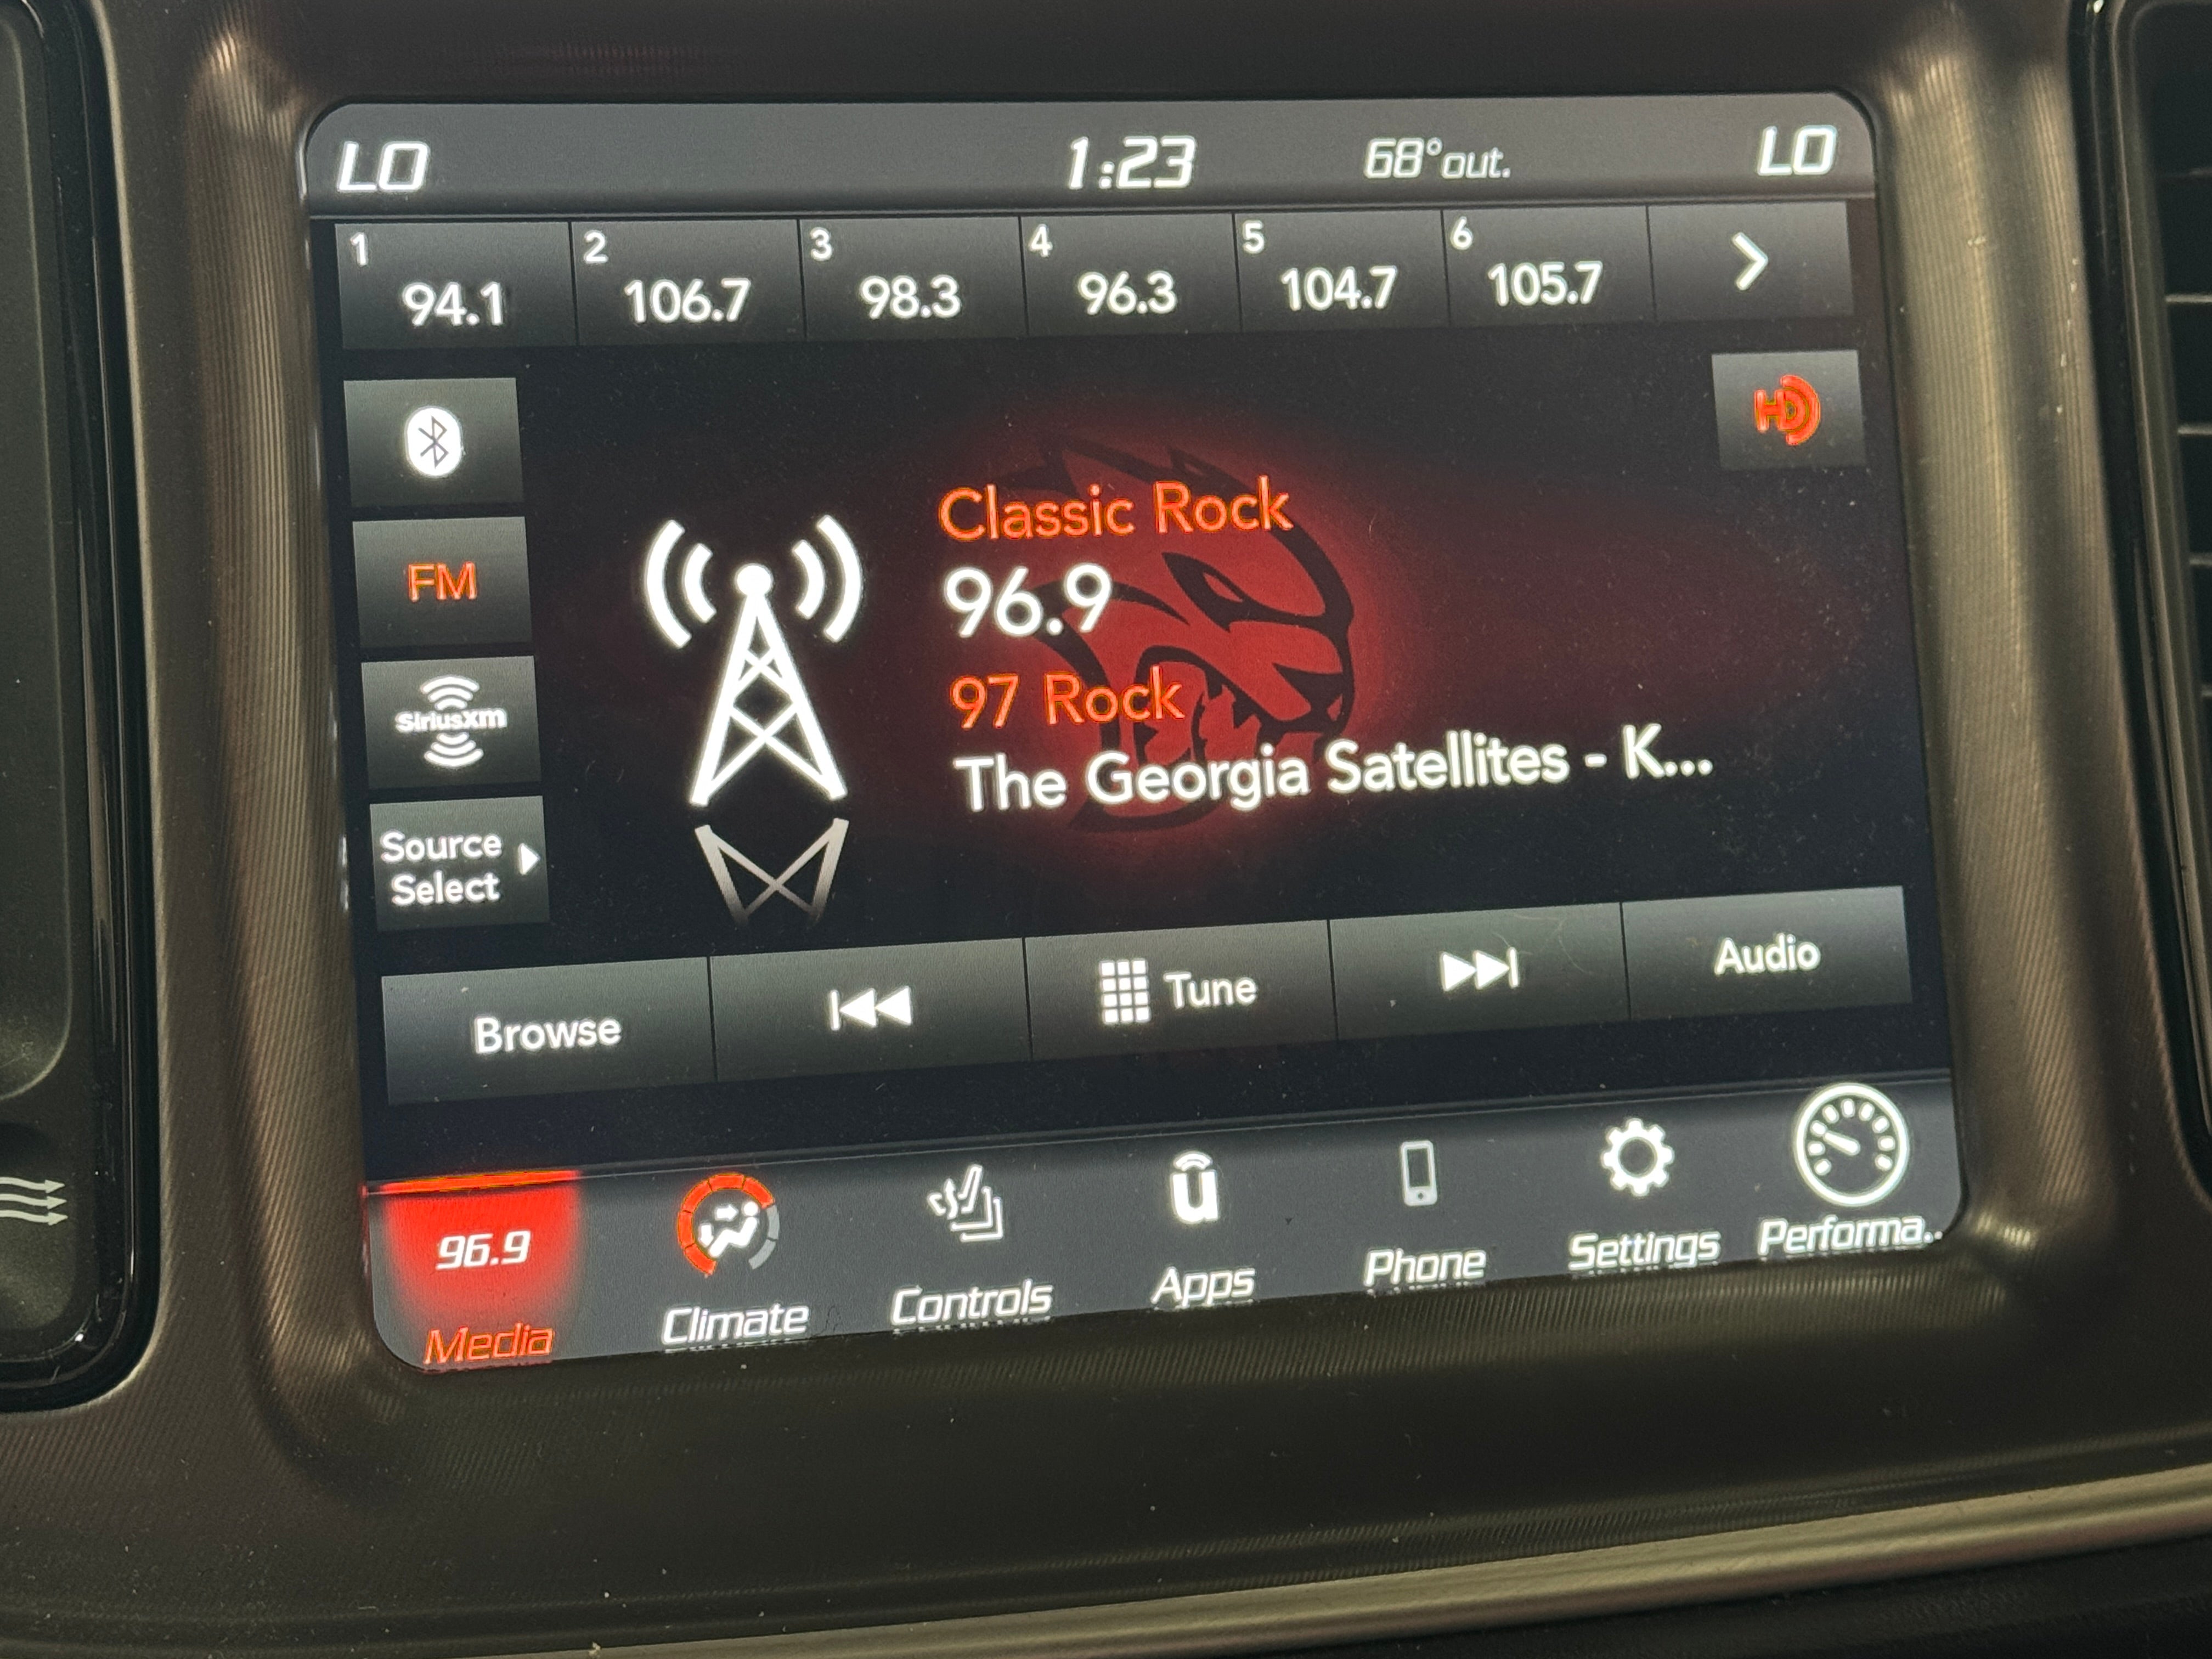 LO 1:23 68°out. LO
1 2 3 4 5 6
94.1 106.7 98.3 96.3 104.7 105.7
HD
Classic Rock
FM
96.9
SiriusXM
97 Rock
The Georgia Satellites - K...
Source
Select
Browse Tune Audio
96.9 u
Media Climate Controls Apps Phone Settings Performa..